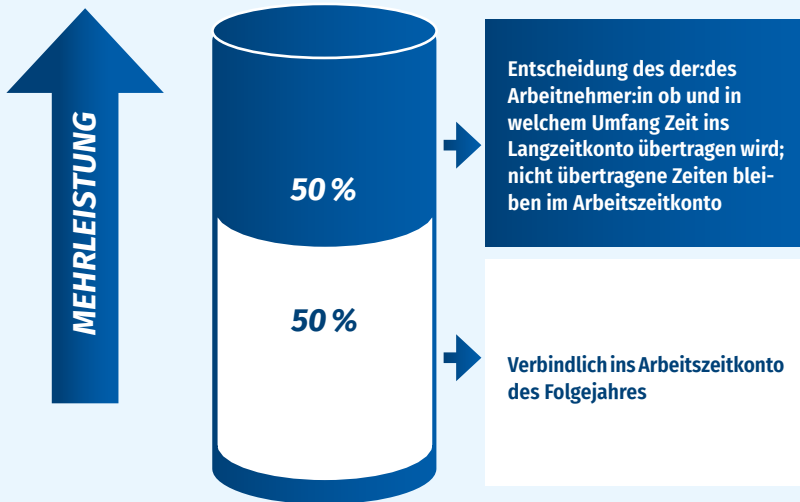 MEHRLEISTUNG
50 %
Entscheidung des der:des
Arbeitnehmer:in ob und in
welchem Umfang Zeit ins
Langzeitkonto übertragen wird;
nicht übertragene Zeiten blei-
ben im Arbeitszeitkonto
50 %
Verbindlich ins Arbeitszeitkonto
des Folgejahres